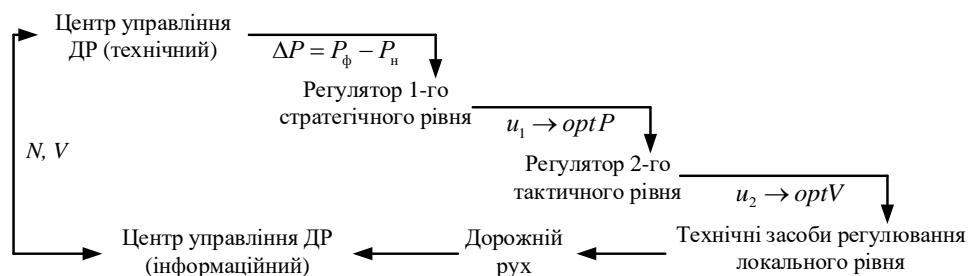 Центр управління
ДР (технічний)
ΔP = Pф − Pн
Регулятор 1-го
стратегічного рівня
u₁ → optP
N, V
Регулятор 2-го
тактичного рівня
u₂ → optV
Центр управління ДР
(інформаційний)
Дорожній
рух
Технічні засоби регулювання
локального рівня